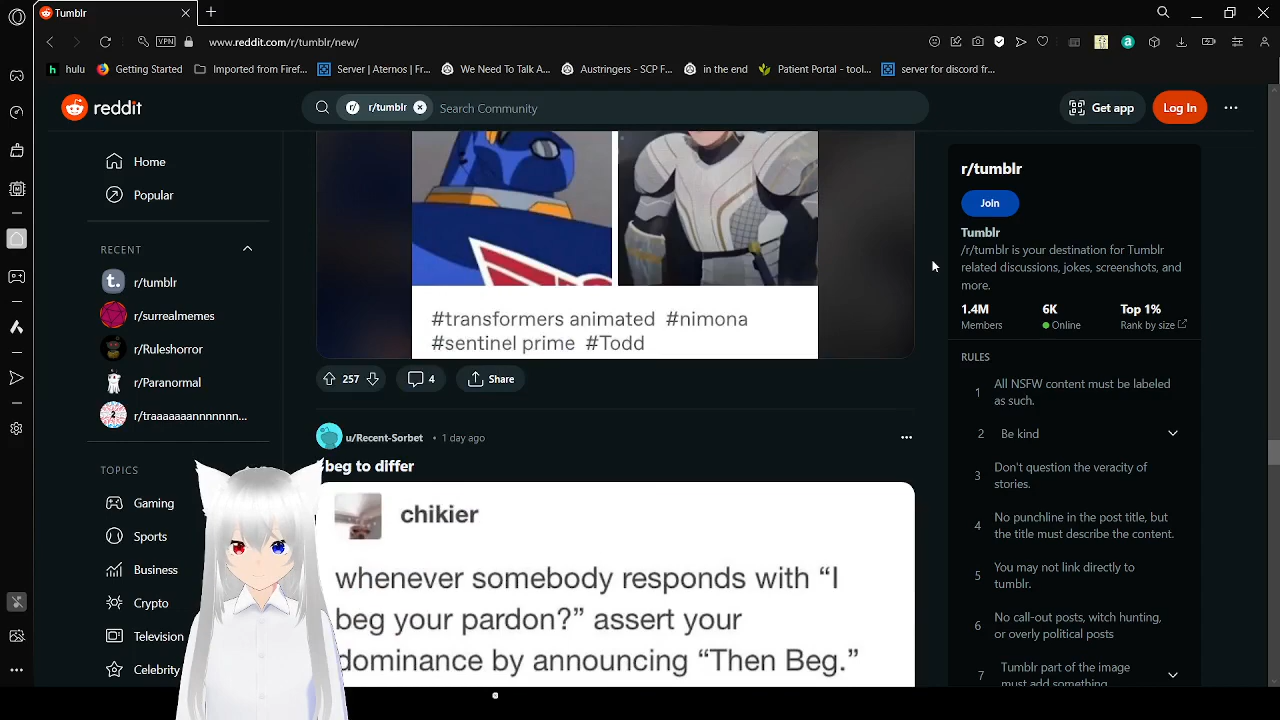 Tumblr
VPN
www.reddit.com/r/tumblr/new/
hulu
Getting Started
Imported from Firef...
Server | Aternos | Fr...
We Need To Talk A...
Austringers - SCP F...
in the end
Patient Portal - tool...
server for discord fr...
reddit
r/ r/tumblr
Search Community
Get app
Log In
Home
Popular
RECENT
r/tumblr
r/surrealmemes
r/Ruleshorror
r/Paranormal
r/traaaaaaannnnnnn...
TOPICS
Gaming
Sports
Business
Crypto
Television
Celebrity
#transformers animated #nimona
#sentinel prime #Todd
257
4
Share
u/Recent-Sorbet • 1 day ago
#beg to differ
chikier
whenever somebody responds with “I
beg your pardon?” assert your
dominance by announcing “Then Beg.”
r/tumblr
Join
Tumblr
/r/tumblr is your destination for Tumblr
related discussions, jokes, screenshots, and
more.
1.4M 6K Top 1%
Members Online Rank by size
RULES
1 All NSFW content must be labeled
as such.
2 Be kind
3 Don't question the veracity of
stories.
4 No punchline in the post title, but
the title must describe the content.
5 You may not link directly to
tumblr.
6 No call-out posts, witch hunting,
or overly political posts
7 Tumblr part of the image
must add something